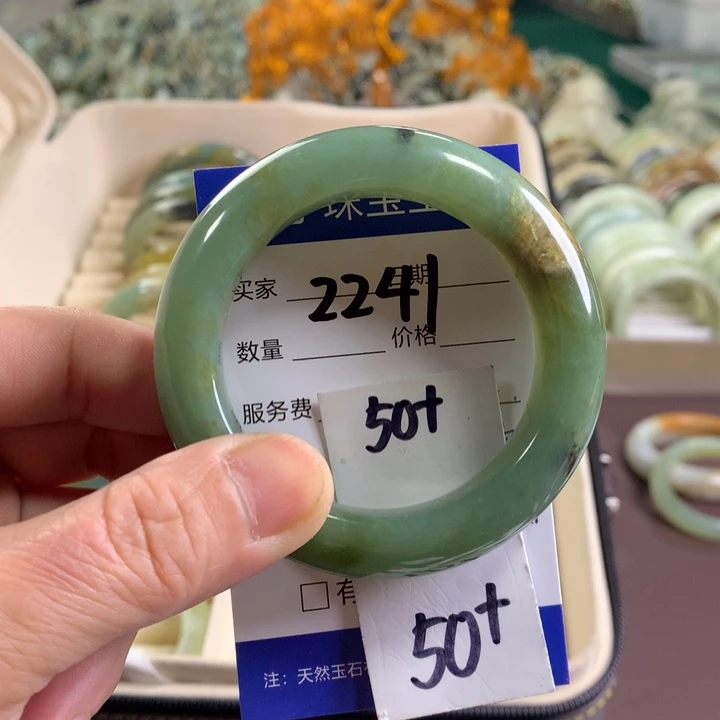 珠宝玉
买家 2241 期
数量 价格
服务费
50+
□有
50+
注：天然玉石